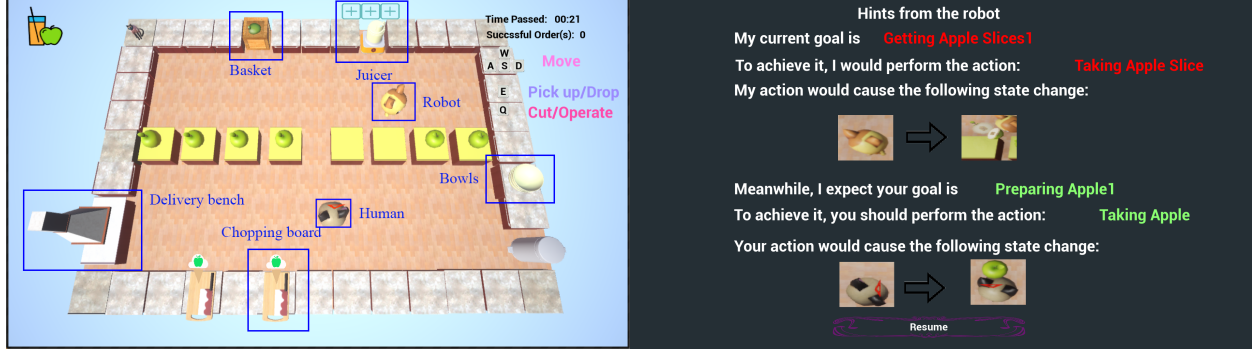 Time Passed: 00:21
Succssful Order(s): 0
W
A S D
Move
E
Pick up/Drop
Q
Cut/Operate
Basket
Juicer
Robot
Bowls
Delivery bench
Human
Chopping board
Hints from the robot
My current goal is Getting Apple Slices1
To achieve it, I would perform the action: Taking Apple Slice
My action would cause the following state change:
Meanwhile, I expect your goal is Preparing Apple1
To achieve it, you should perform the action: Taking Apple
Your action would cause the following state change:
Resume